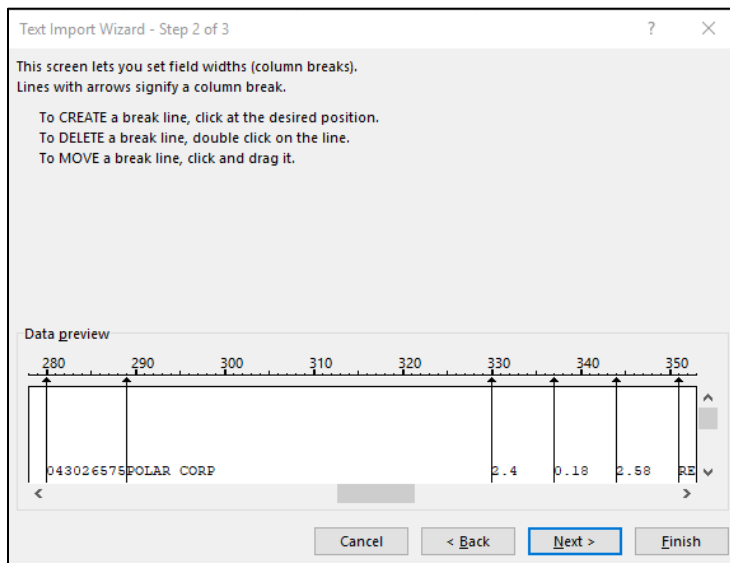 Text Import Wizard - Step 2 of 3 ?
This screen lets you set field widths (column breaks).
Lines with arrows signify a column break.
To CREATE a break line, click at the desired position.
To DELETE a break line, double click on the line.
To MOVE a break line, click and drag it.
Data preview
280 290 300 310 320 330 340 350
043026575POLAR CORP 2.4 0.18 2.58 RE
Cancel < Back Next > Finish